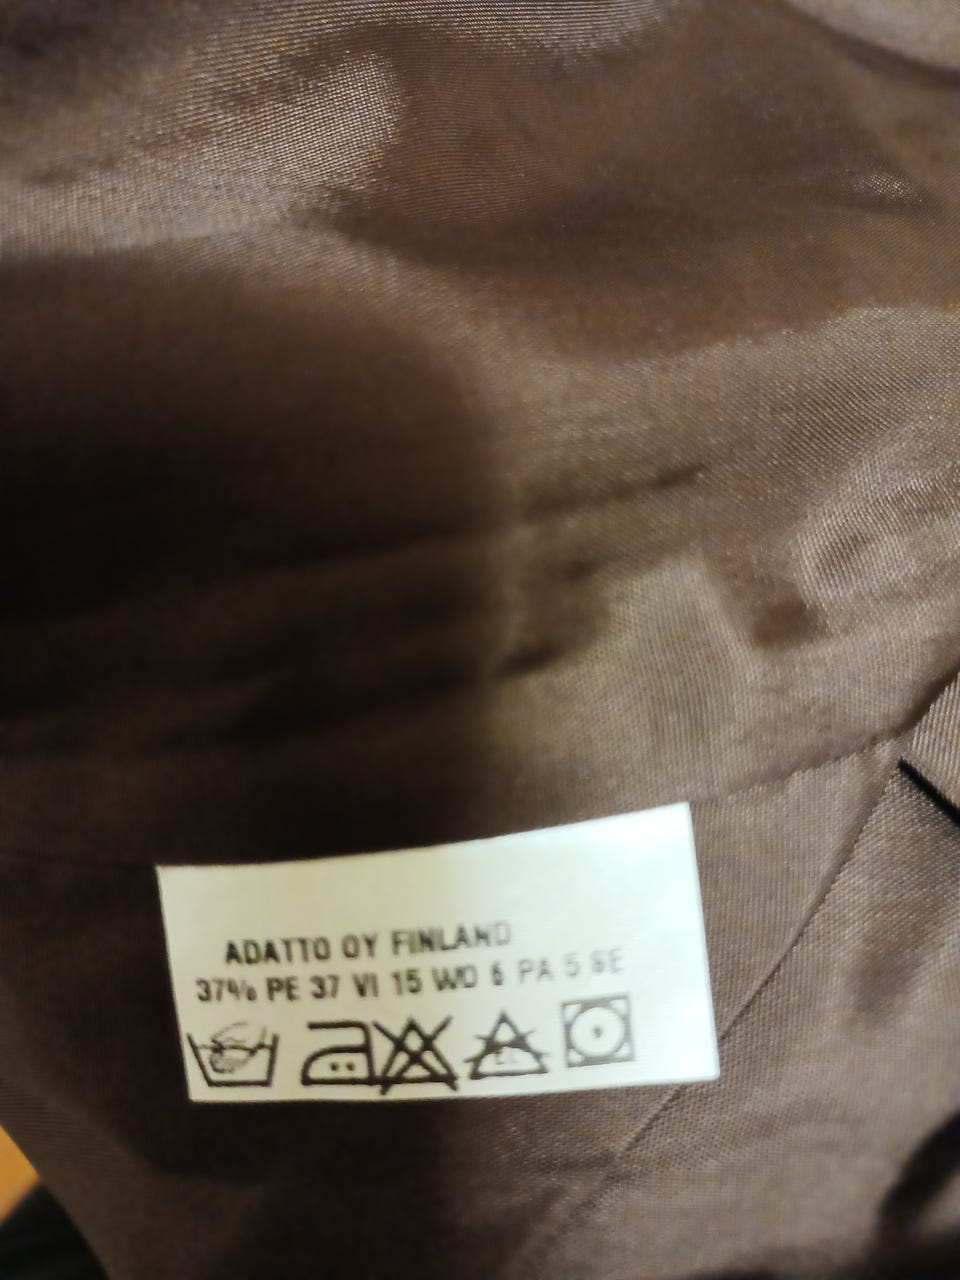 ADATTO OY FINLAND
37% PE 37 VI 15 WO 6 PA 5 SE